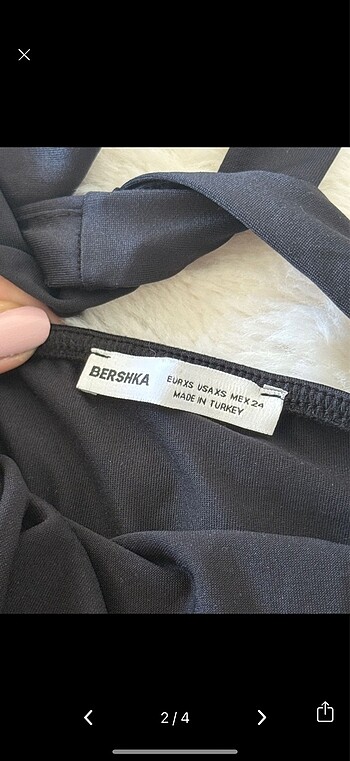 BERSHKA
EUR XS USA XS MEX 24
MADE IN TURKEY
2/4